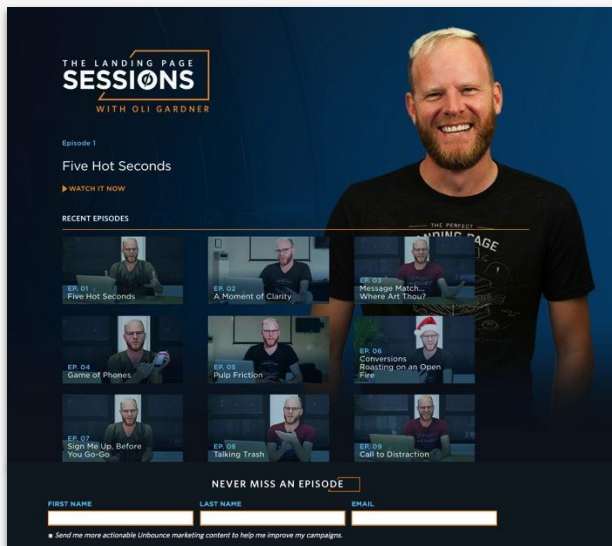 THE LANDING PAGE
SESSIONS
WITH OLI GARDNER
Episode 1
Five Hot Seconds
WATCH IT NOW
RECENT EPISODES
THE PERFECT
LANDING PAGE
EP. 01
Five Hot Seconds
EP. 02
A Moment of Clarity
EP. 03
Message Match...
Where Art Thou?
EP. 04
Game of Phones
EP. 05
Pulp Friction
EP. 06
Conversions
Roasting on an Open
Fire
EP. 07
Sign Me Up, Before
You Go-Go
EP. 08
Talking Trash
EP. 09
Call to Distraction
NEVER MISS AN EPISODE
FIRST NAME
LAST NAME
EMAIL
Send me more actionable Unbounce marketing content to help me improve my campaigns.